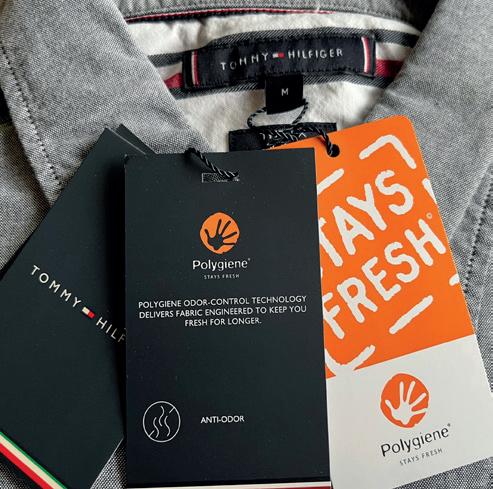 TOMMY HILFIGER
M
TOMMY HILF
Polygiene®
STAYS FRESH
POLYGIENE ODOR-CONTROL TECHNOLOGY
DELIVERS FABRIC ENGINEERED TO KEEP YOU
FRESH FOR LONGER.
ANTI-ODOR
STAYS
FRESH®
Polygiene®
STAYS FRESH